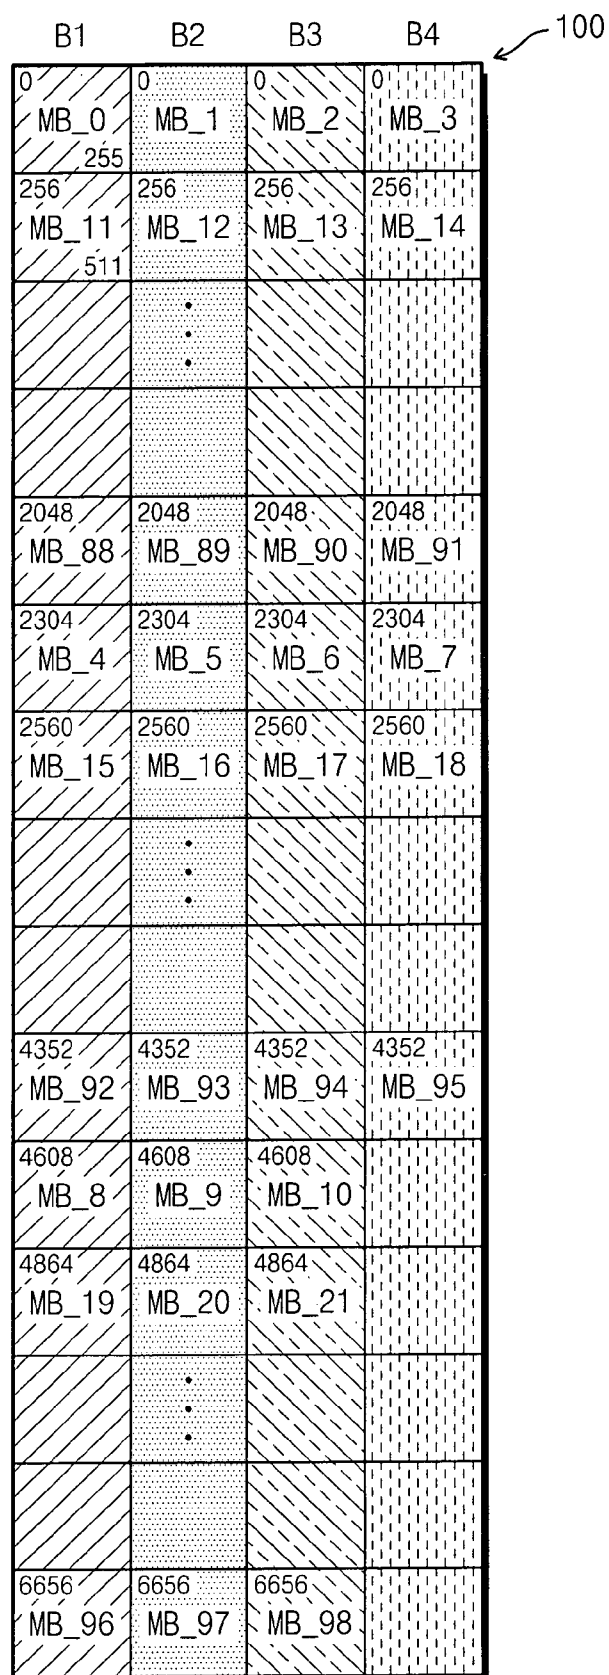 B1 B2 B3 B4 100
0 0 0 0
MB_0 MB_1 MB_2 MB_3
255
256 256 256 256
MB_11 MB_12 MB_13 MB_14
511
2048 2048 2048 2048
MB_88 MB_89 MB_90 MB_91
2304 2304 2304 2304
MB_4 MB_5 MB_6 MB_7
2560 2560 2560 2560
MB_15 MB_16 MB_17 MB_18
4352 4352 4352 4352
MB_92 MB_93 MB_94 MB_95
4608 4608 4608
MB_8 MB_9 MB_10
4864 4864 4864
MB_19 MB_20 MB_21
6656 6656 6656
MB_96 MB_97 MB_98